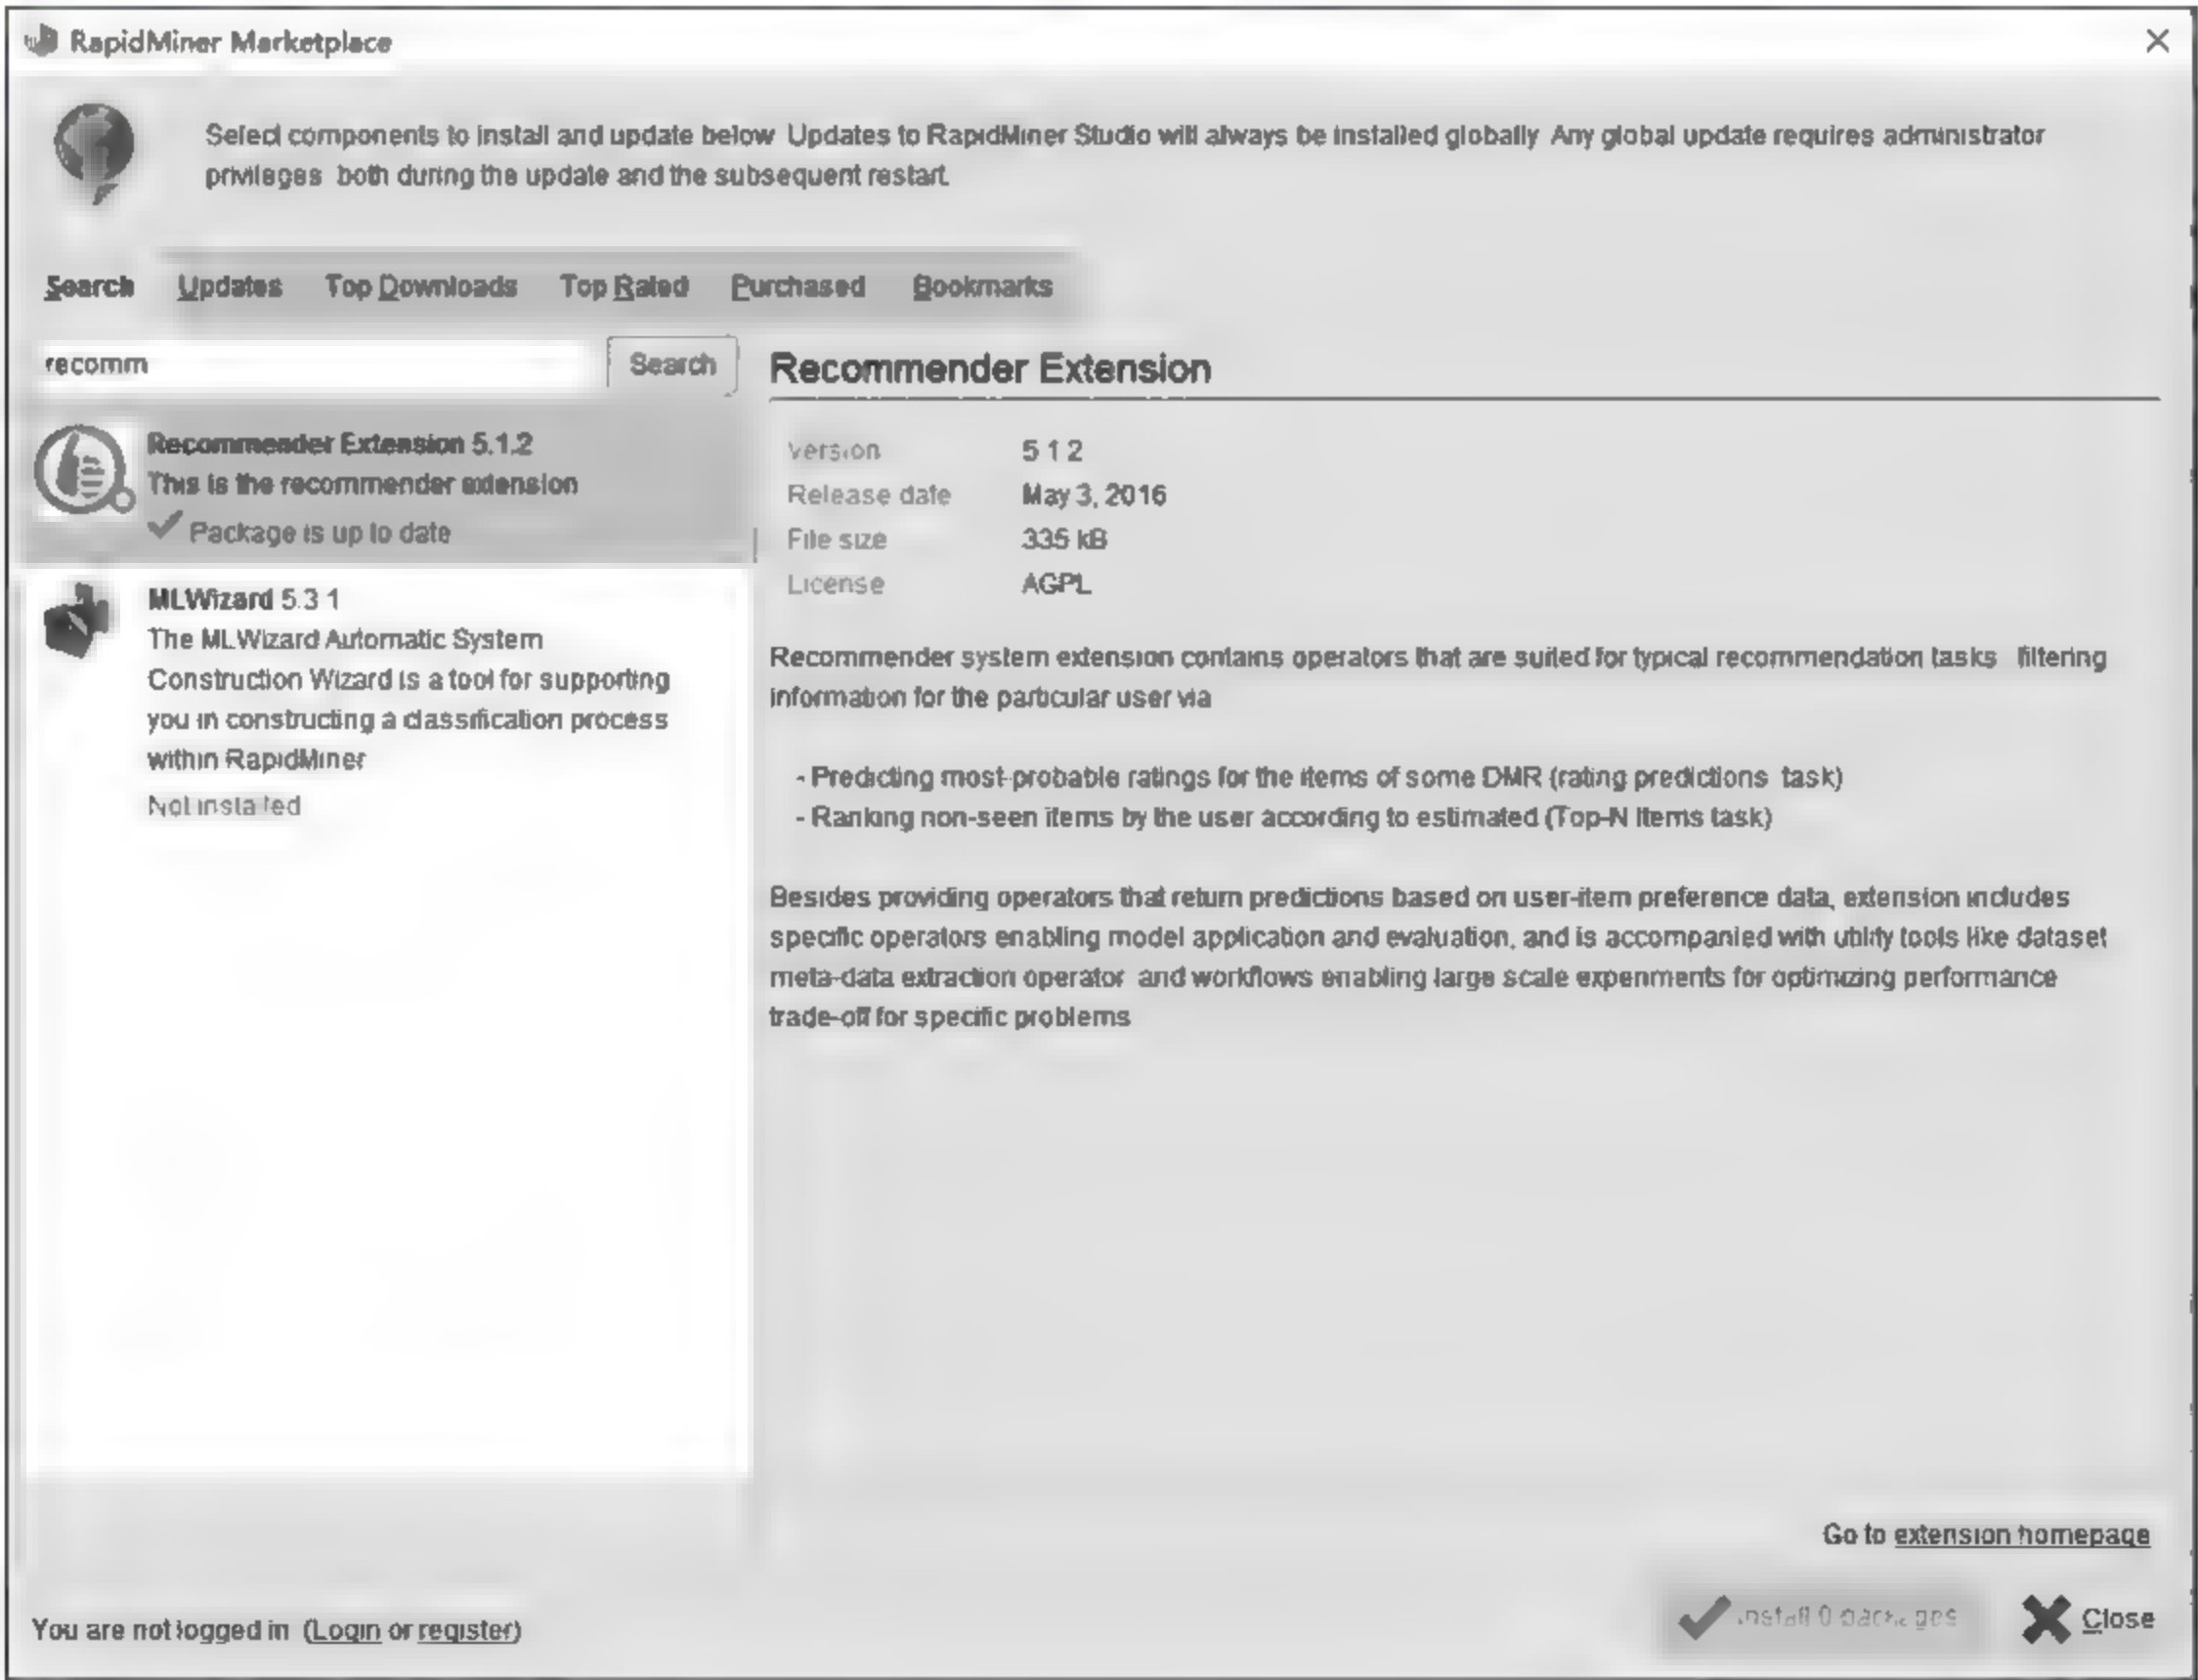 RapidMiner Marketplace
Select components to install and update below Updates to RapidMiner Studio will always be installed globally Any global update requires administrator
privileges both during the update and the subsequent restart.
Search Updates Top Downloads Top Rated Purchased Bookmarks
recomm Search
Recommender Extension 5.1.2
This is the recommender extension
Package is up to date
MLWizard 5.3.1
The MLWizard Automatic System
Construction Wizard is a tool for supporting
you in constructing a classification process
within RapidMiner
Not installed
Recommender Extension
Version 5 1 2
Release date May 3, 2016
File size 335 kB
License AGPL
Recommender system extension contains operators that are suited for typical recommendation tasks filtering
information for the particular user via
- Predicting most-probable ratings for the items of some DMR (rating predictions task)
- Ranking non-seen items by the user according to estimated (Top-N items task)
Besides providing operators that return predictions based on user-item preference data, extension includes
specific operators enabling model application and evaluation, and is accompanied with utility tools like dataset
meta-data extraction operator and workflows enabling large scale experiments for optimizing performance
trade-off for specific problems
Go to extension homepage
You are not logged in (Login or register)
Install 0 packages Close